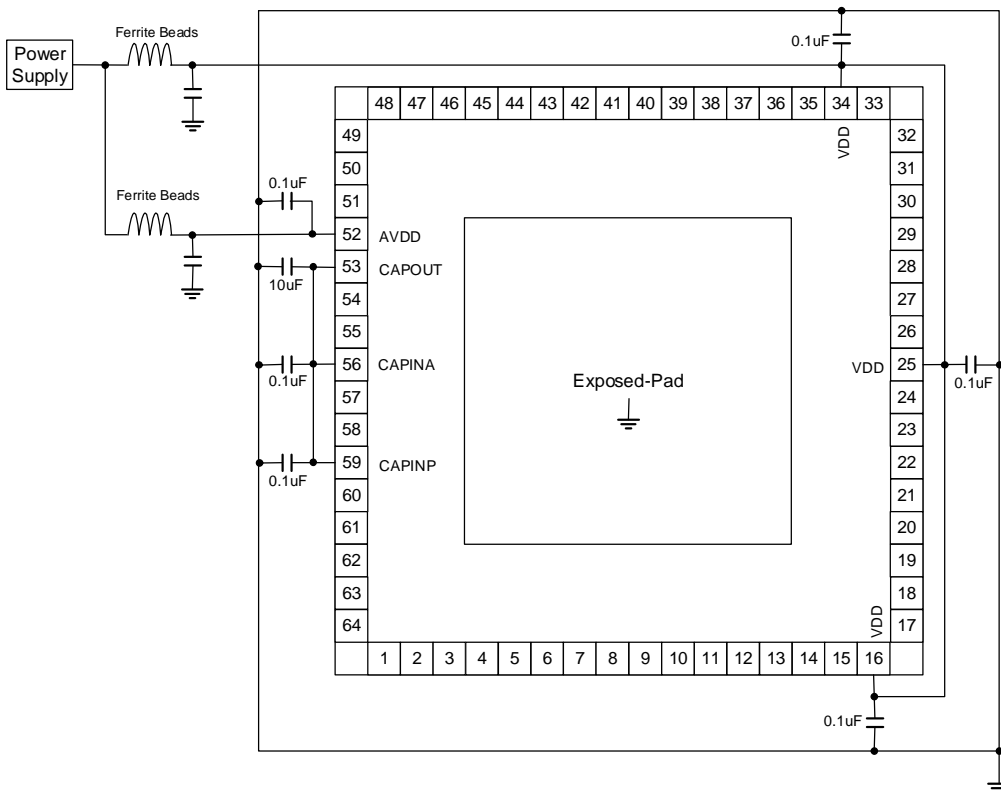 Ferrite Beads
Power
Supply
0.1uF
48 47 46 45 44 43 42 41 40 39 38 37 36 35 34 33
VDD
49
50
51
52
53
54
55
56
57
58
59
60
61
62
63
64
32
31
30
29
28
27
26
25
24
23
22
21
20
19
18
17
0.1uF
Ferrite Beads
AVDD
CAPOUT
10uF
CAPINA
0.1uF
CAPINP
0.1uF
Exposed-Pad
VDD
0.1uF
VDD
1 2 3 4 5 6 7 8 9 10 11 12 13 14 15 16
0.1uF